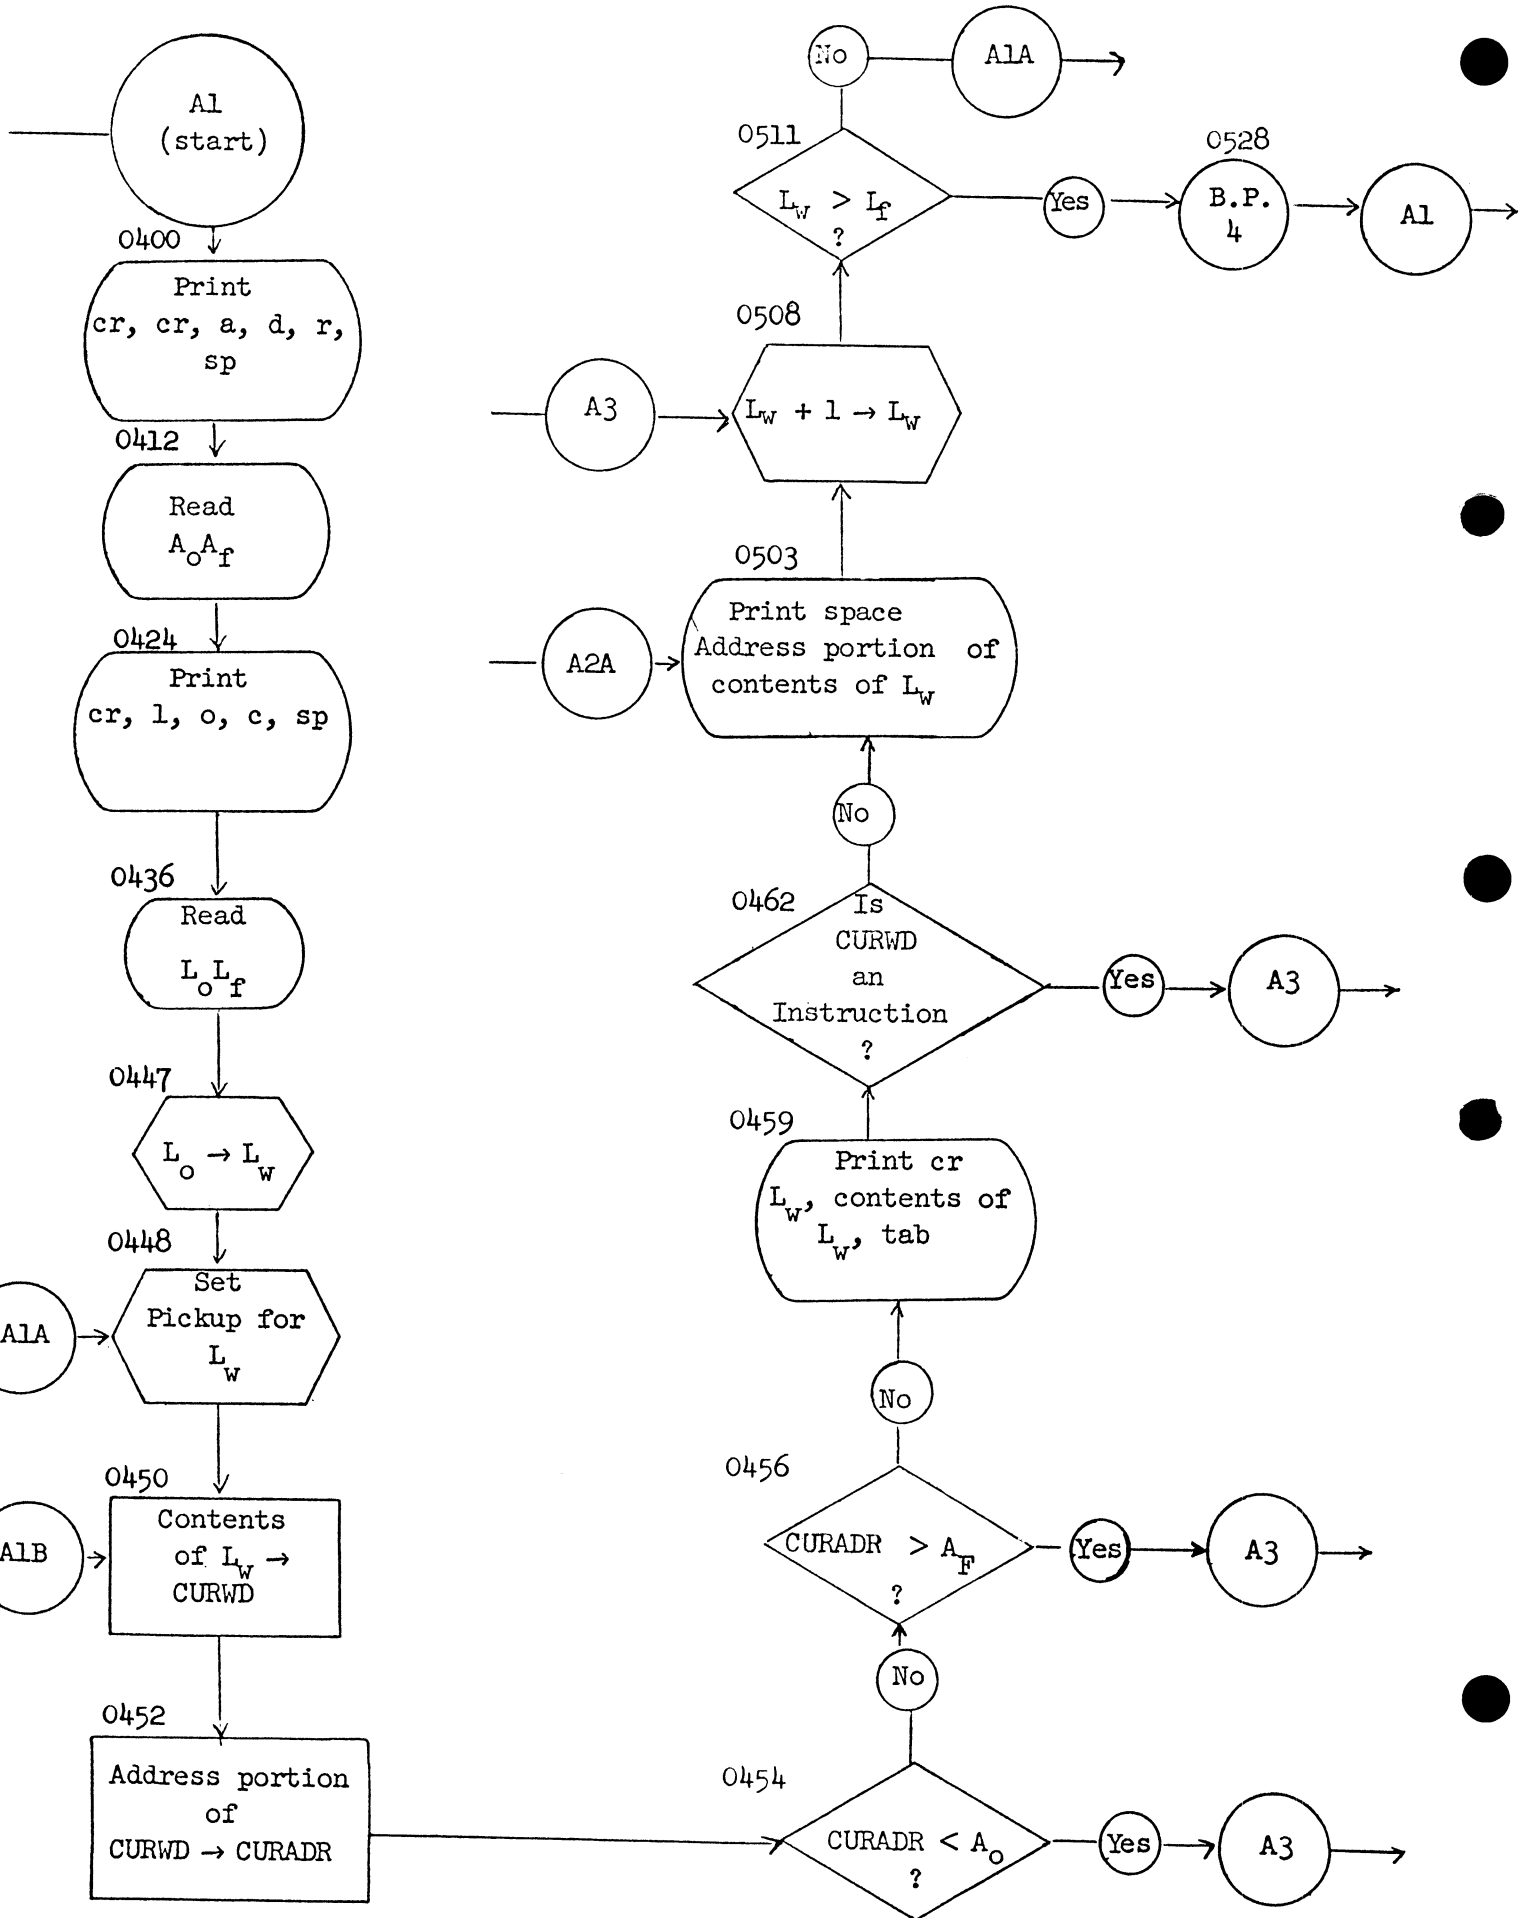 A1
(start)
0400
Print
cr, cr, a, d, r,
sp
0412
Read
AoAf
0424
Print
cr, l, o, c, sp
0436
Read
LoLf
0447
Lo → Lw
0448
A1A
Set
Pickup for
Lw
0450
A1B
Contents
of Lw →
CURWD
0452
Address portion
of
CURWD → CURADR
0454
CURADR < Ao
?
Yes
A3
No
0456
CURADR > AF
?
Yes
A3
No
0459
Print cr
Lw, contents of
Lw, tab
0462
Is
CURWD
an
Instruction
?
Yes
A3
No
A2A
0503
Print space
Address portion of
contents of Lw
A3
0508
Lw + 1 → Lw
0511
Lw > Lf
?
No
A1A
Yes
0528
B.P.
4
A1